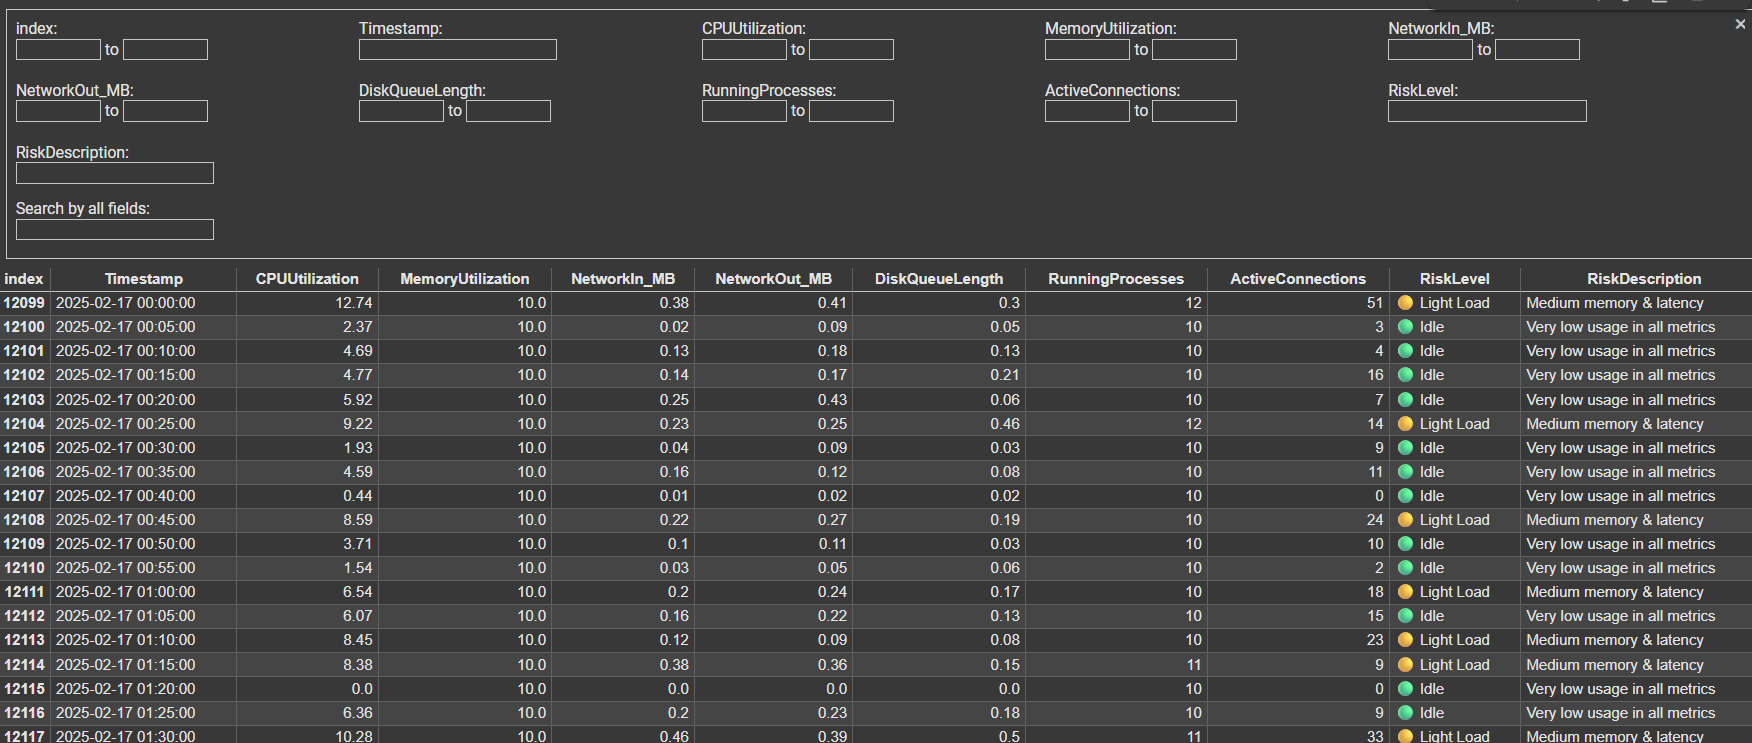 index: Timestamp: CPUUtilization: MemoryUtilization: NetworkIn_MB: ×
to to to to
NetworkOut_MB: DiskQueueLength: RunningProcesses: ActiveConnections: RiskLevel:
to to to to
RiskDescription:
Search by all fields:
index Timestamp CPUUtilization MemoryUtilization NetworkIn_MB NetworkOut_MB DiskQueueLength RunningProcesses ActiveConnections RiskLevel RiskDescription
12099 2025-02-17 00:00:00 12.74 10.0 0.38 0.41 0.3 12 51 Light Load Medium memory & latency
12100 2025-02-17 00:05:00 2.37 10.0 0.02 0.09 0.05 10 3 Idle Very low usage in all metrics
12101 2025-02-17 00:10:00 4.69 10.0 0.13 0.18 0.13 10 4 Idle Very low usage in all metrics
12102 2025-02-17 00:15:00 4.77 10.0 0.14 0.17 0.21 10 16 Idle Very low usage in all metrics
12103 2025-02-17 00:20:00 5.92 10.0 0.25 0.43 0.06 10 7 Idle Very low usage in all metrics
12104 2025-02-17 00:25:00 9.22 10.0 0.23 0.25 0.46 12 14 Light Load Medium memory & latency
12105 2025-02-17 00:30:00 1.93 10.0 0.04 0.09 0.03 10 9 Idle Very low usage in all metrics
12106 2025-02-17 00:35:00 4.59 10.0 0.16 0.12 0.08 10 11 Idle Very low usage in all metrics
12107 2025-02-17 00:40:00 0.44 10.0 0.01 0.02 0.02 10 0 Idle Very low usage in all metrics
12108 2025-02-17 00:45:00 8.59 10.0 0.22 0.27 0.19 10 24 Light Load Medium memory & latency
12109 2025-02-17 00:50:00 3.71 10.0 0.1 0.11 0.03 10 10 Idle Very low usage in all metrics
12110 2025-02-17 00:55:00 1.54 10.0 0.03 0.05 0.06 10 2 Idle Very low usage in all metrics
12111 2025-02-17 01:00:00 6.54 10.0 0.2 0.24 0.17 10 18 Light Load Medium memory & latency
12112 2025-02-17 01:05:00 6.07 10.0 0.16 0.22 0.13 10 15 Idle Very low usage in all metrics
12113 2025-02-17 01:10:00 8.45 10.0 0.12 0.09 0.08 10 23 Light Load Medium memory & latency
12114 2025-02-17 01:15:00 8.38 10.0 0.38 0.36 0.15 11 9 Light Load Medium memory & latency
12115 2025-02-17 01:20:00 0.0 10.0 0.0 0.0 0.0 10 0 Idle Very low usage in all metrics
12116 2025-02-17 01:25:00 6.36 10.0 0.2 0.23 0.18 10 9 Idle Very low usage in all metrics
12117 2025-02-17 01:30:00 10.28 10.0 0.46 0.39 0.5 11 33 Light Load Medium memory & latency